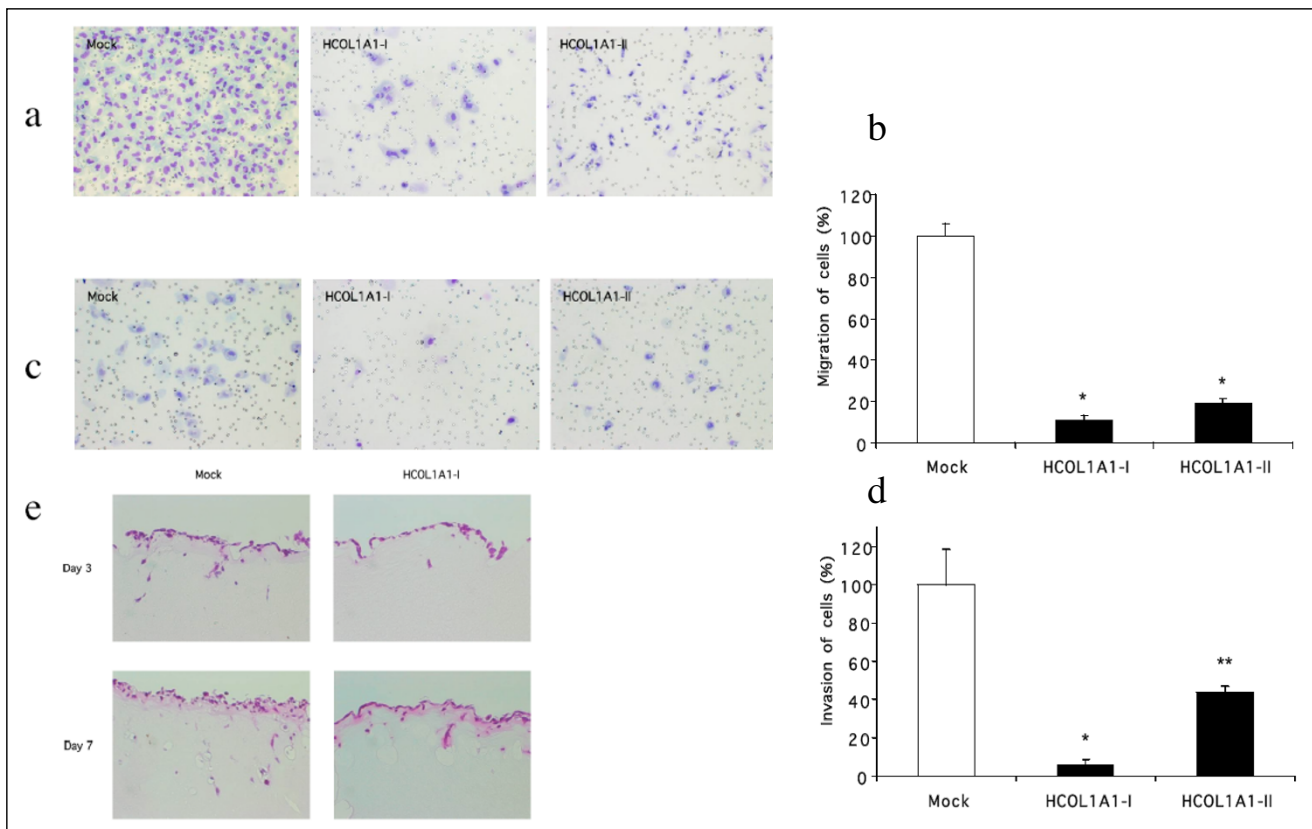 a
Mock
HCOL1A1-I
HCOL1A1-II
b
Migration of cells (%)
120
100
80
60
40
20
0
*
*
Mock
HCOL1A1-I
HCOL1A1-II
c
Mock
HCOL1A1-I
HCOL1A1-II
d
Invasion of cells (%)
120
100
80
60
40
20
0
*
**
Mock
HCOL1A1-I
HCOL1A1-II
e
Mock
HCOL1A1-I
Day 3
Day 7